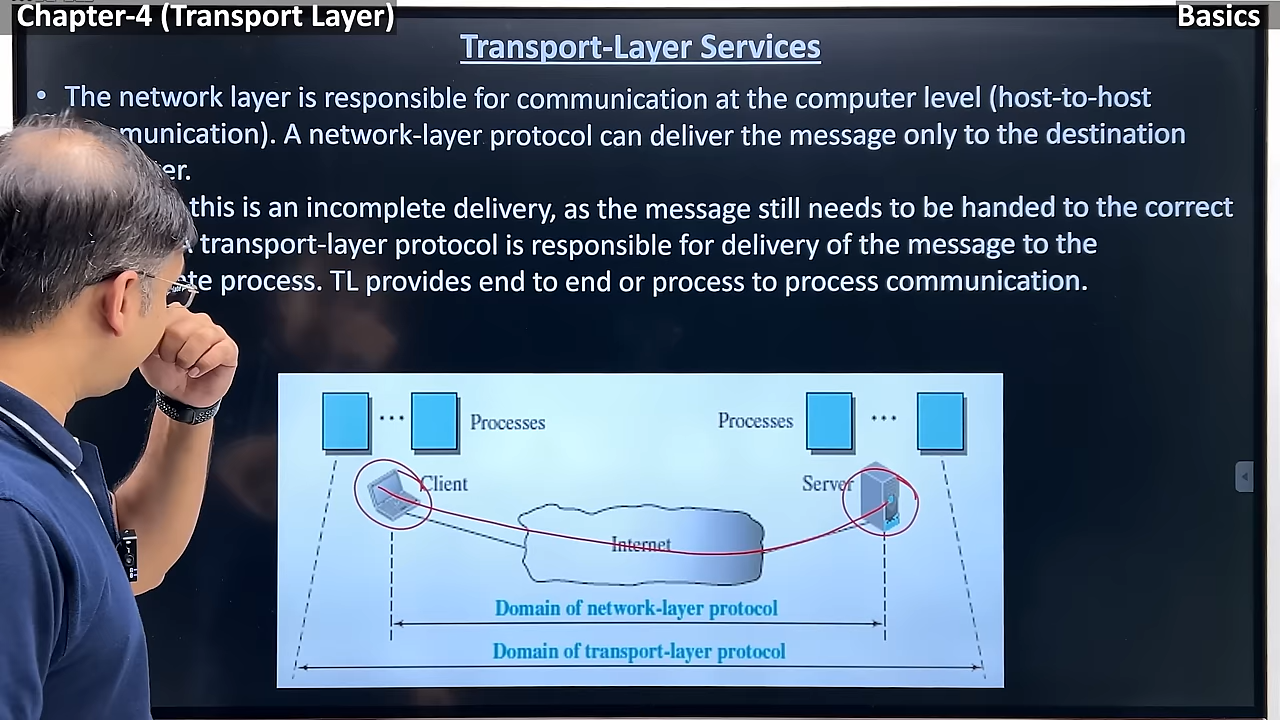 Chapter-4 (Transport Layer)
Basics
Transport-Layer Services
• The network layer is responsible for communication at the computer level (host-to-host
munication). A network-layer protocol can deliver the message only to the destination
er.
this is an incomplete delivery, as the message still needs to be handed to the correct
transport-layer protocol is responsible for delivery of the message to the
te process. TL provides end to end or process to process communication.
Processes
Processes
Client
Server
Internet
Domain of network-layer protocol
Domain of transport-layer protocol